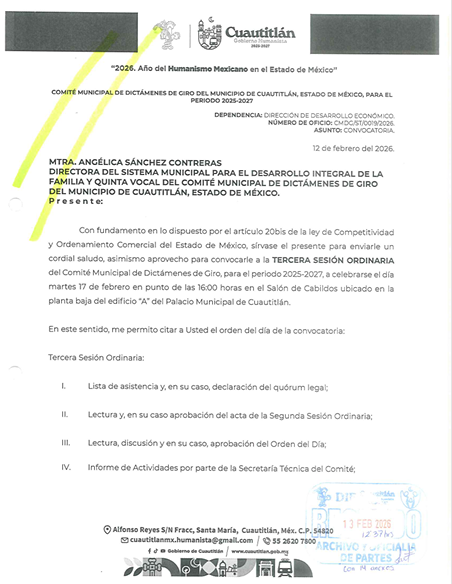 Cuautitlán
Gobierno Humanista
2025-2027
"2026. Año del Humanismo Mexicano en el Estado de México"
COMITÉ MUNICIPAL DE DICTÁMENES DE GIRO DEL MUNICIPIO DE CUAUTITLÁN, ESTADO DE MÉXICO, PARA EL
PERIODO 2025-2027
DEPENDENCIA: DIRECCIÓN DE DESARROLLO ECONÓMICO.
NÚMERO DE OFICIO: CMDG/ST/0019/2026.
ASUNTO: CONVOCATORIA.
12 de febrero del 2026.
MTRA. ANGÉLICA SÁNCHEZ CONTRERAS
DIRECTORA DEL SISTEMA MUNICIPAL PARA EL DESARROLLO INTEGRAL DE LA
FAMILIA Y QUINTA VOCAL DEL COMITÉ MUNICIPAL DE DICTÁMENES DE GIRO
DEL MUNICIPIO DE CUAUTITLÁN, ESTADO DE MÉXICO.
Presente:
Con fundamento en lo dispuesto por el artículo 20bis de la ley de Competitividad
y Ordenamiento Comercial del Estado de México, sírvase el presente para enviarle un
cordial saludo, asimismo aprovecho para convocarle a la TERCERA SESIÓN ORDINARIA
del Comité Municipal de Dictámenes de Giro, para el periodo 2025-2027, a celebrarse el día
martes 17 de febrero en punto de las 16:00 horas en el Salón de Cabildos ubicado en la
planta baja del edificio "A" del Palacio Municipal de Cuautitlán.
En este sentido, me permito citar a Usted el orden del día de la convocatoria:
Tercera Sesión Ordinaria:
I. Lista de asistencia y, en su caso, declaración del quórum legal;
II. Lectura y, en su caso aprobación del acta de la Segunda Sesión Ordinaria;
III. Lectura, discusión y en su caso, aprobación del Orden del Día;
IV. Informe de Actividades por parte de la Secretaría Técnica del Comité;
13 FEB 2026
ARCHIVO Y OFICIALIA
DE PARTES
Alfonso Reyes S/N Fracc, Santa María, Cuautitlán, Méx. C.P. 54820
cuautitlanmx.humanista@gmail.com 55 2620 7800
Gobierno de Cuautitlán www.cuautitlan.gob.mx